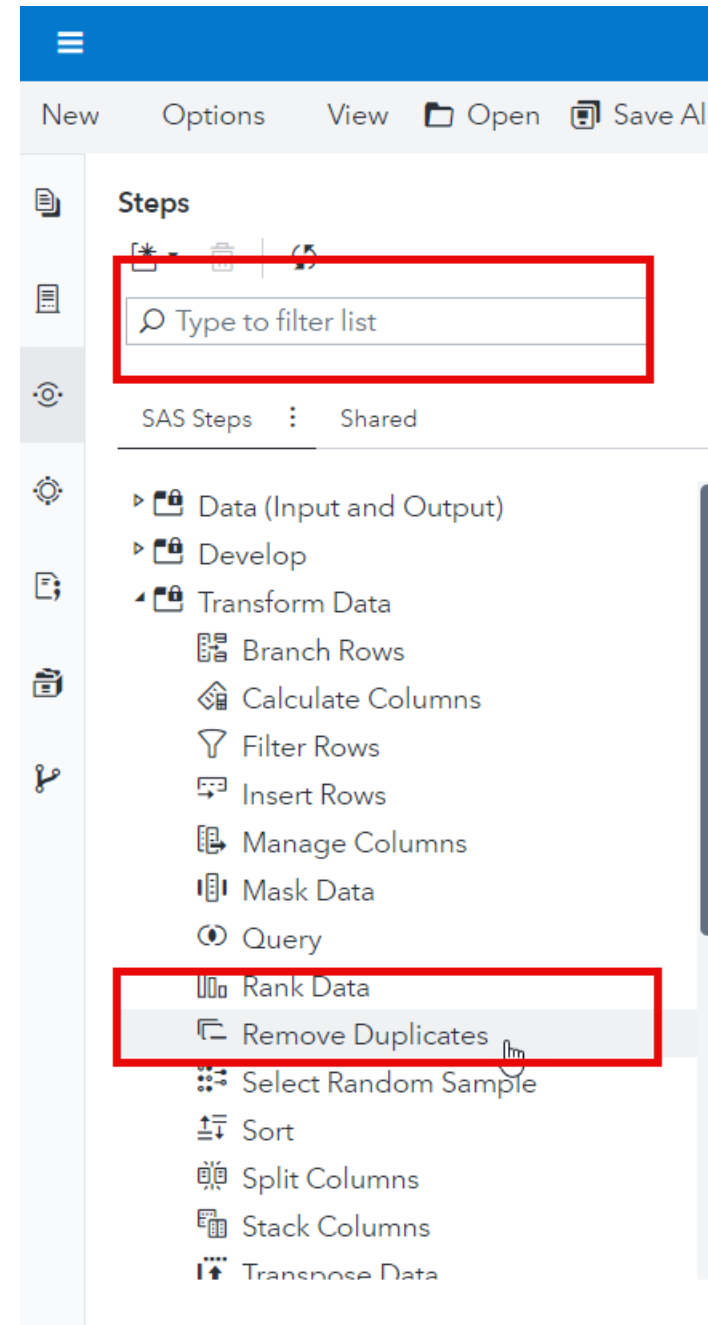 New Options View Open Save Al
Steps
Type to filter list
SAS Steps Shared
Data (Input and Output)
Develop
Transform Data
Branch Rows
Calculate Columns
Filter Rows
Insert Rows
Manage Columns
Mask Data
Query
Rank Data
Remove Duplicates
Select Random Sample
Sort
Split Columns
Stack Columns
Transpose Data